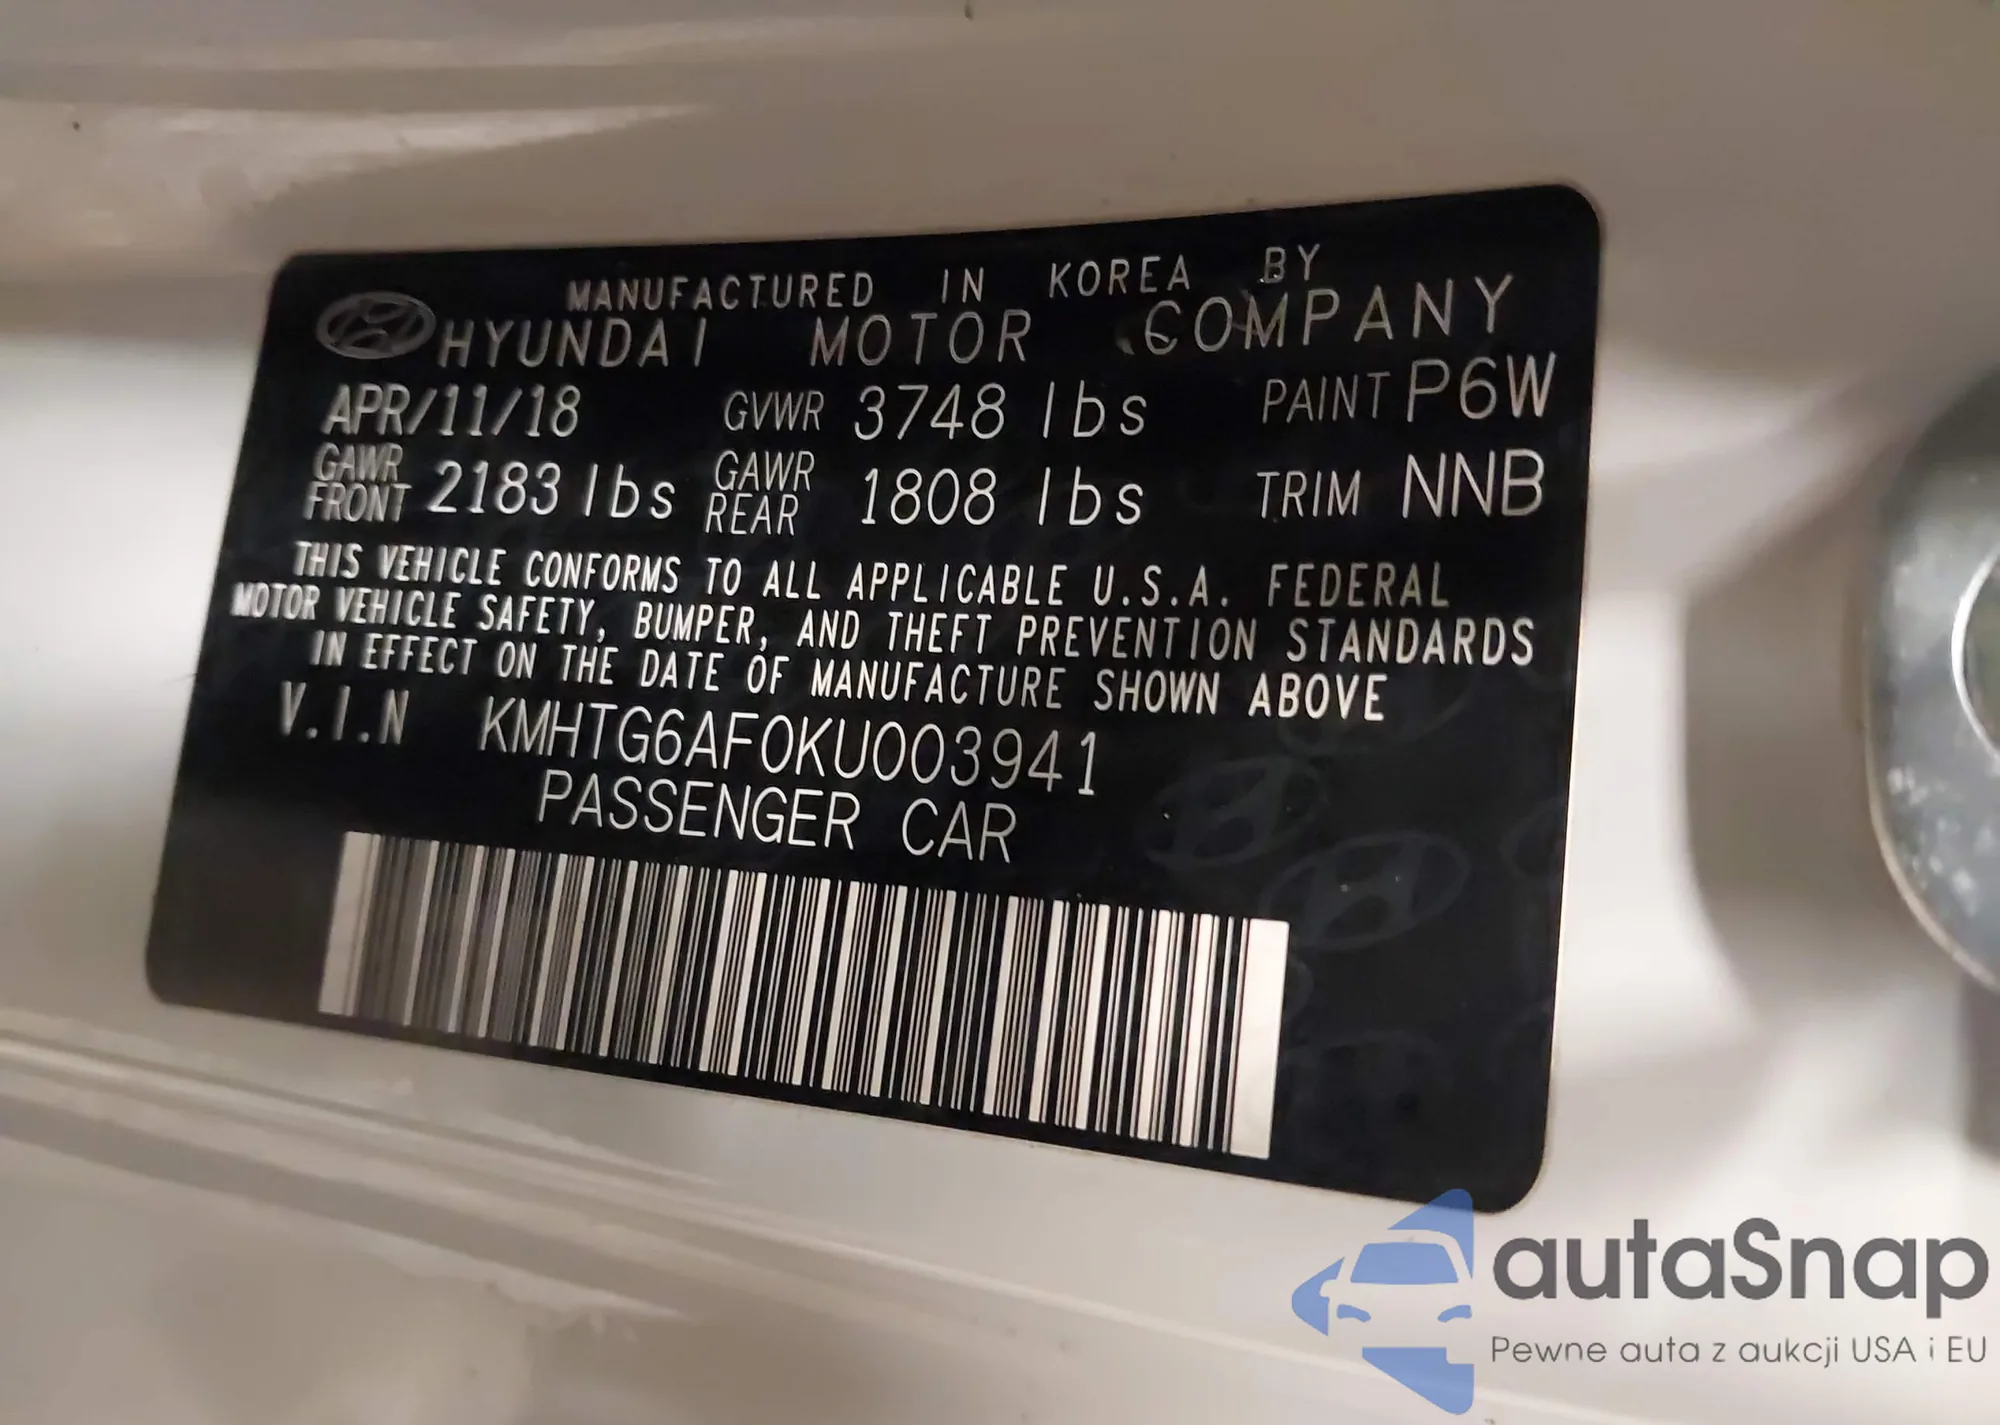 MANUFACTURED IN KOREA BY
HYUNDAI MOTOR COMPANY
APR/11/18 GVWR 3748 lbs PAINT P6W
GAWR FRONT 2183 lbs GAWR REAR 1808 lbs TRIM NNB
THIS VEHICLE CONFORMS TO ALL APPLICABLE U.S.A. FEDERAL
MOTOR VEHICLE SAFETY, BUMPER, AND THEFT PREVENTION STANDARDS
IN EFFECT ON THE DATE OF MANUFACTURE SHOWN ABOVE
V.I.N KMHTG6AF0KU003941
PASSENGER CAR
autaSnap
Pewne auta z aukcji USA i EU